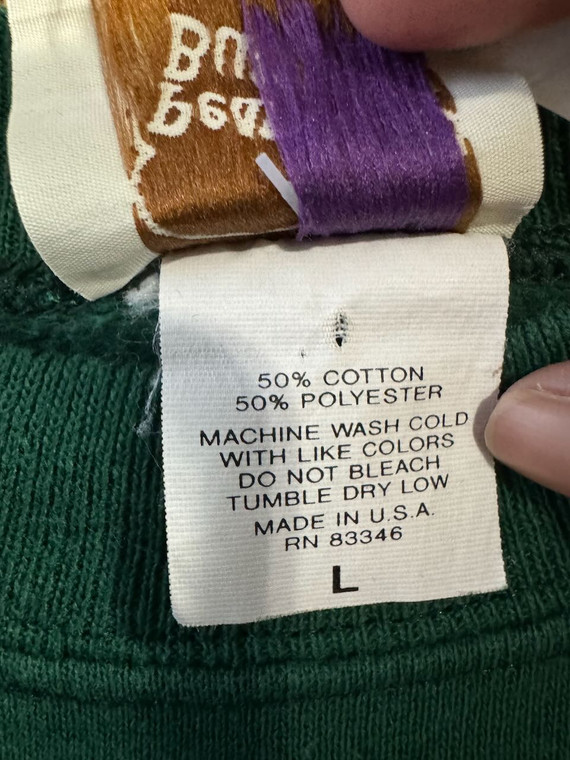 50% COTTON
50% POLYESTER
MACHINE WASH COLD
WITH LIKE COLORS
DO NOT BLEACH
TUMBLE DRY LOW
MADE IN U.S.A.
RN 83346
L